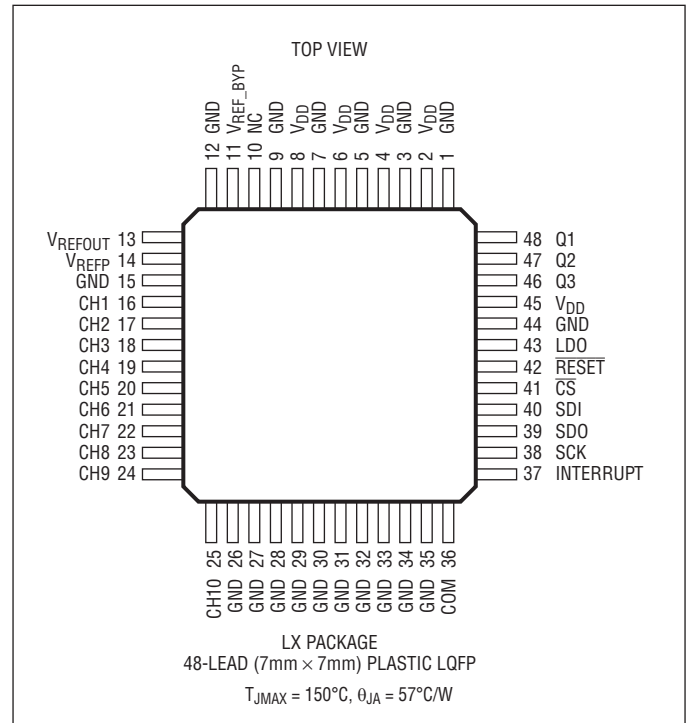 TOP VIEW
12 GND
11 VREF_BYP
10 NC
9 GND
8 VDD
7 GND
6 VDD
5 GND
4 VDD
3 GND
2 VDD
1 GND
VREFOUT 13
VREFP 14
GND 15
CH1 16
CH2 17
CH3 18
CH4 19
CH5 20
CH6 21
CH7 22
CH8 23
CH9 24
48 Q1
47 Q2
46 Q3
45 VDD
44 GND
43 LDO
42 RESET
41 CS
40 SDI
39 SDO
38 SCK
37 INTERRUPT
CH10 25
GND 26
GND 27
GND 28
GND 29
GND 30
GND 31
GND 32
GND 33
GND 34
GND 35
COM 36
LX PACKAGE
48-LEAD (7mm × 7mm) PLASTIC LQFP
TJMAX = 150°C, θJA = 57°C/W